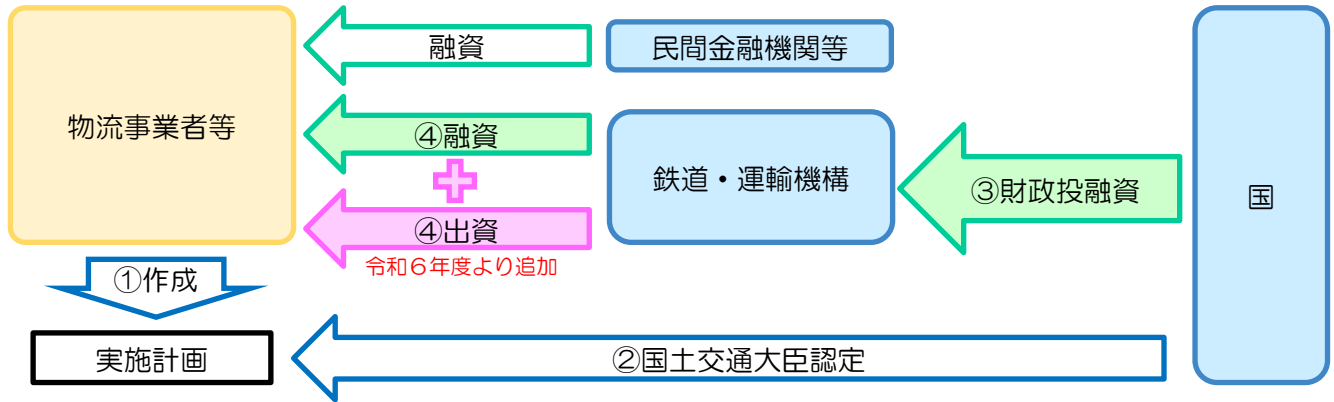 融資
民間金融機関等
物流事業者等
④融資
鉄道・運輸機構
③財政投融資
国
④出資
令和６年度より追加
①作成
実施計画
②国土交通大臣認定